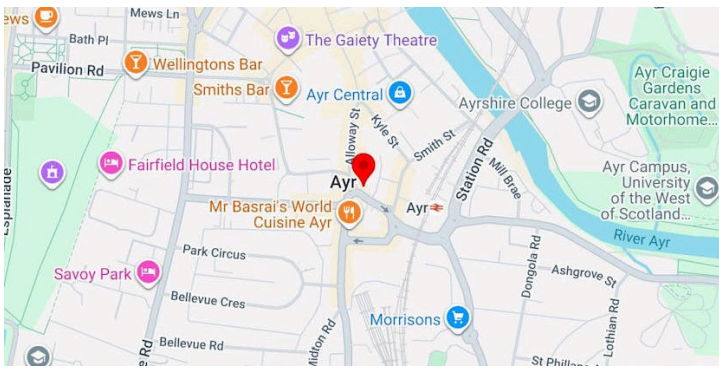 ews
Mews Ln
Bath Pl
The Gaiety Theatre
Pavilion Rd
Wellingtons Bar
Smiths Bar
Ayr Central
Ayrshire College
Ayr Craigie
Gardens
Caravan and
Motorhome...
Alloway St
Kyle St
Smith St
Station Rd
Mill Brae
Fairfield House Hotel
Ayr
Esplanade
Mr Basrai's World
Cuisine Ayr
Ayr
Ayr Campus,
University
of the West
of Scotland...
River Ayr
Park Circus
Savoy Park
Bellevue Cres
Dongola Rd
Ashgrove St
Lothian Rd
Morrisons
Bellevue Rd
Midton Rd
e Rd
St Phillans